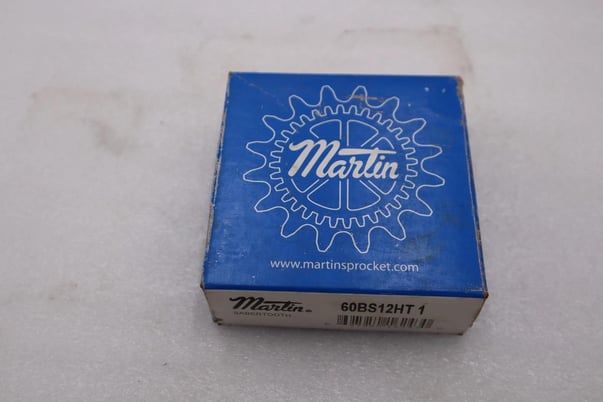 Martin
www.martinsprocket.com
Martin
SABERTOOTH
60BS12HT 1